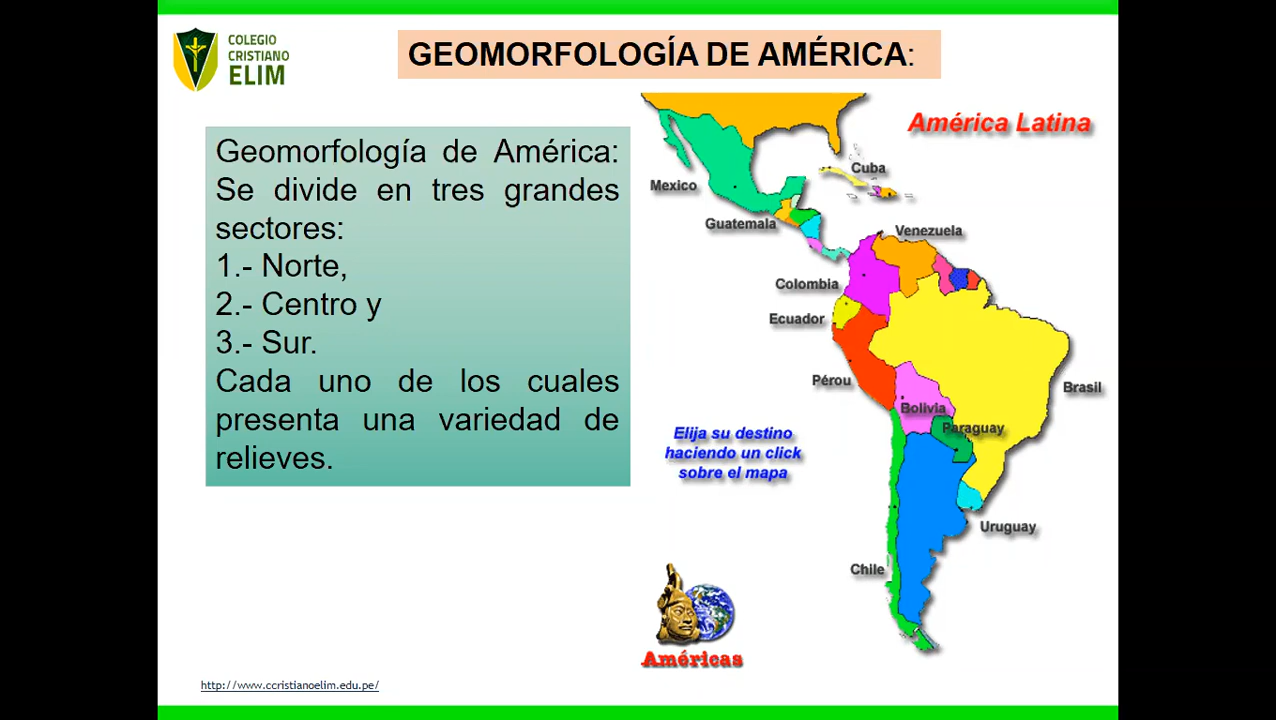 COLEGIO
CRISTIANO
ELIM
GEOMORFOLOGÍA DE AMÉRICA:
Geomorfología de América:
Se divide en tres grandes
sectores:
1.- Norte,
2.- Centro y
3.- Sur.
Cada uno de los cuales
presenta una variedad de
relieves.
América Latina
Cuba
Mexico
Guatemala
Venezuela
Colombia
Ecuador
Pérou
Brasil
Bolivia
Paraguay
Elija su destino
haciendo un click
sobre el mapa
Uruguay
Chile
Américas
http://www.ccristianoelim.edu.pe/